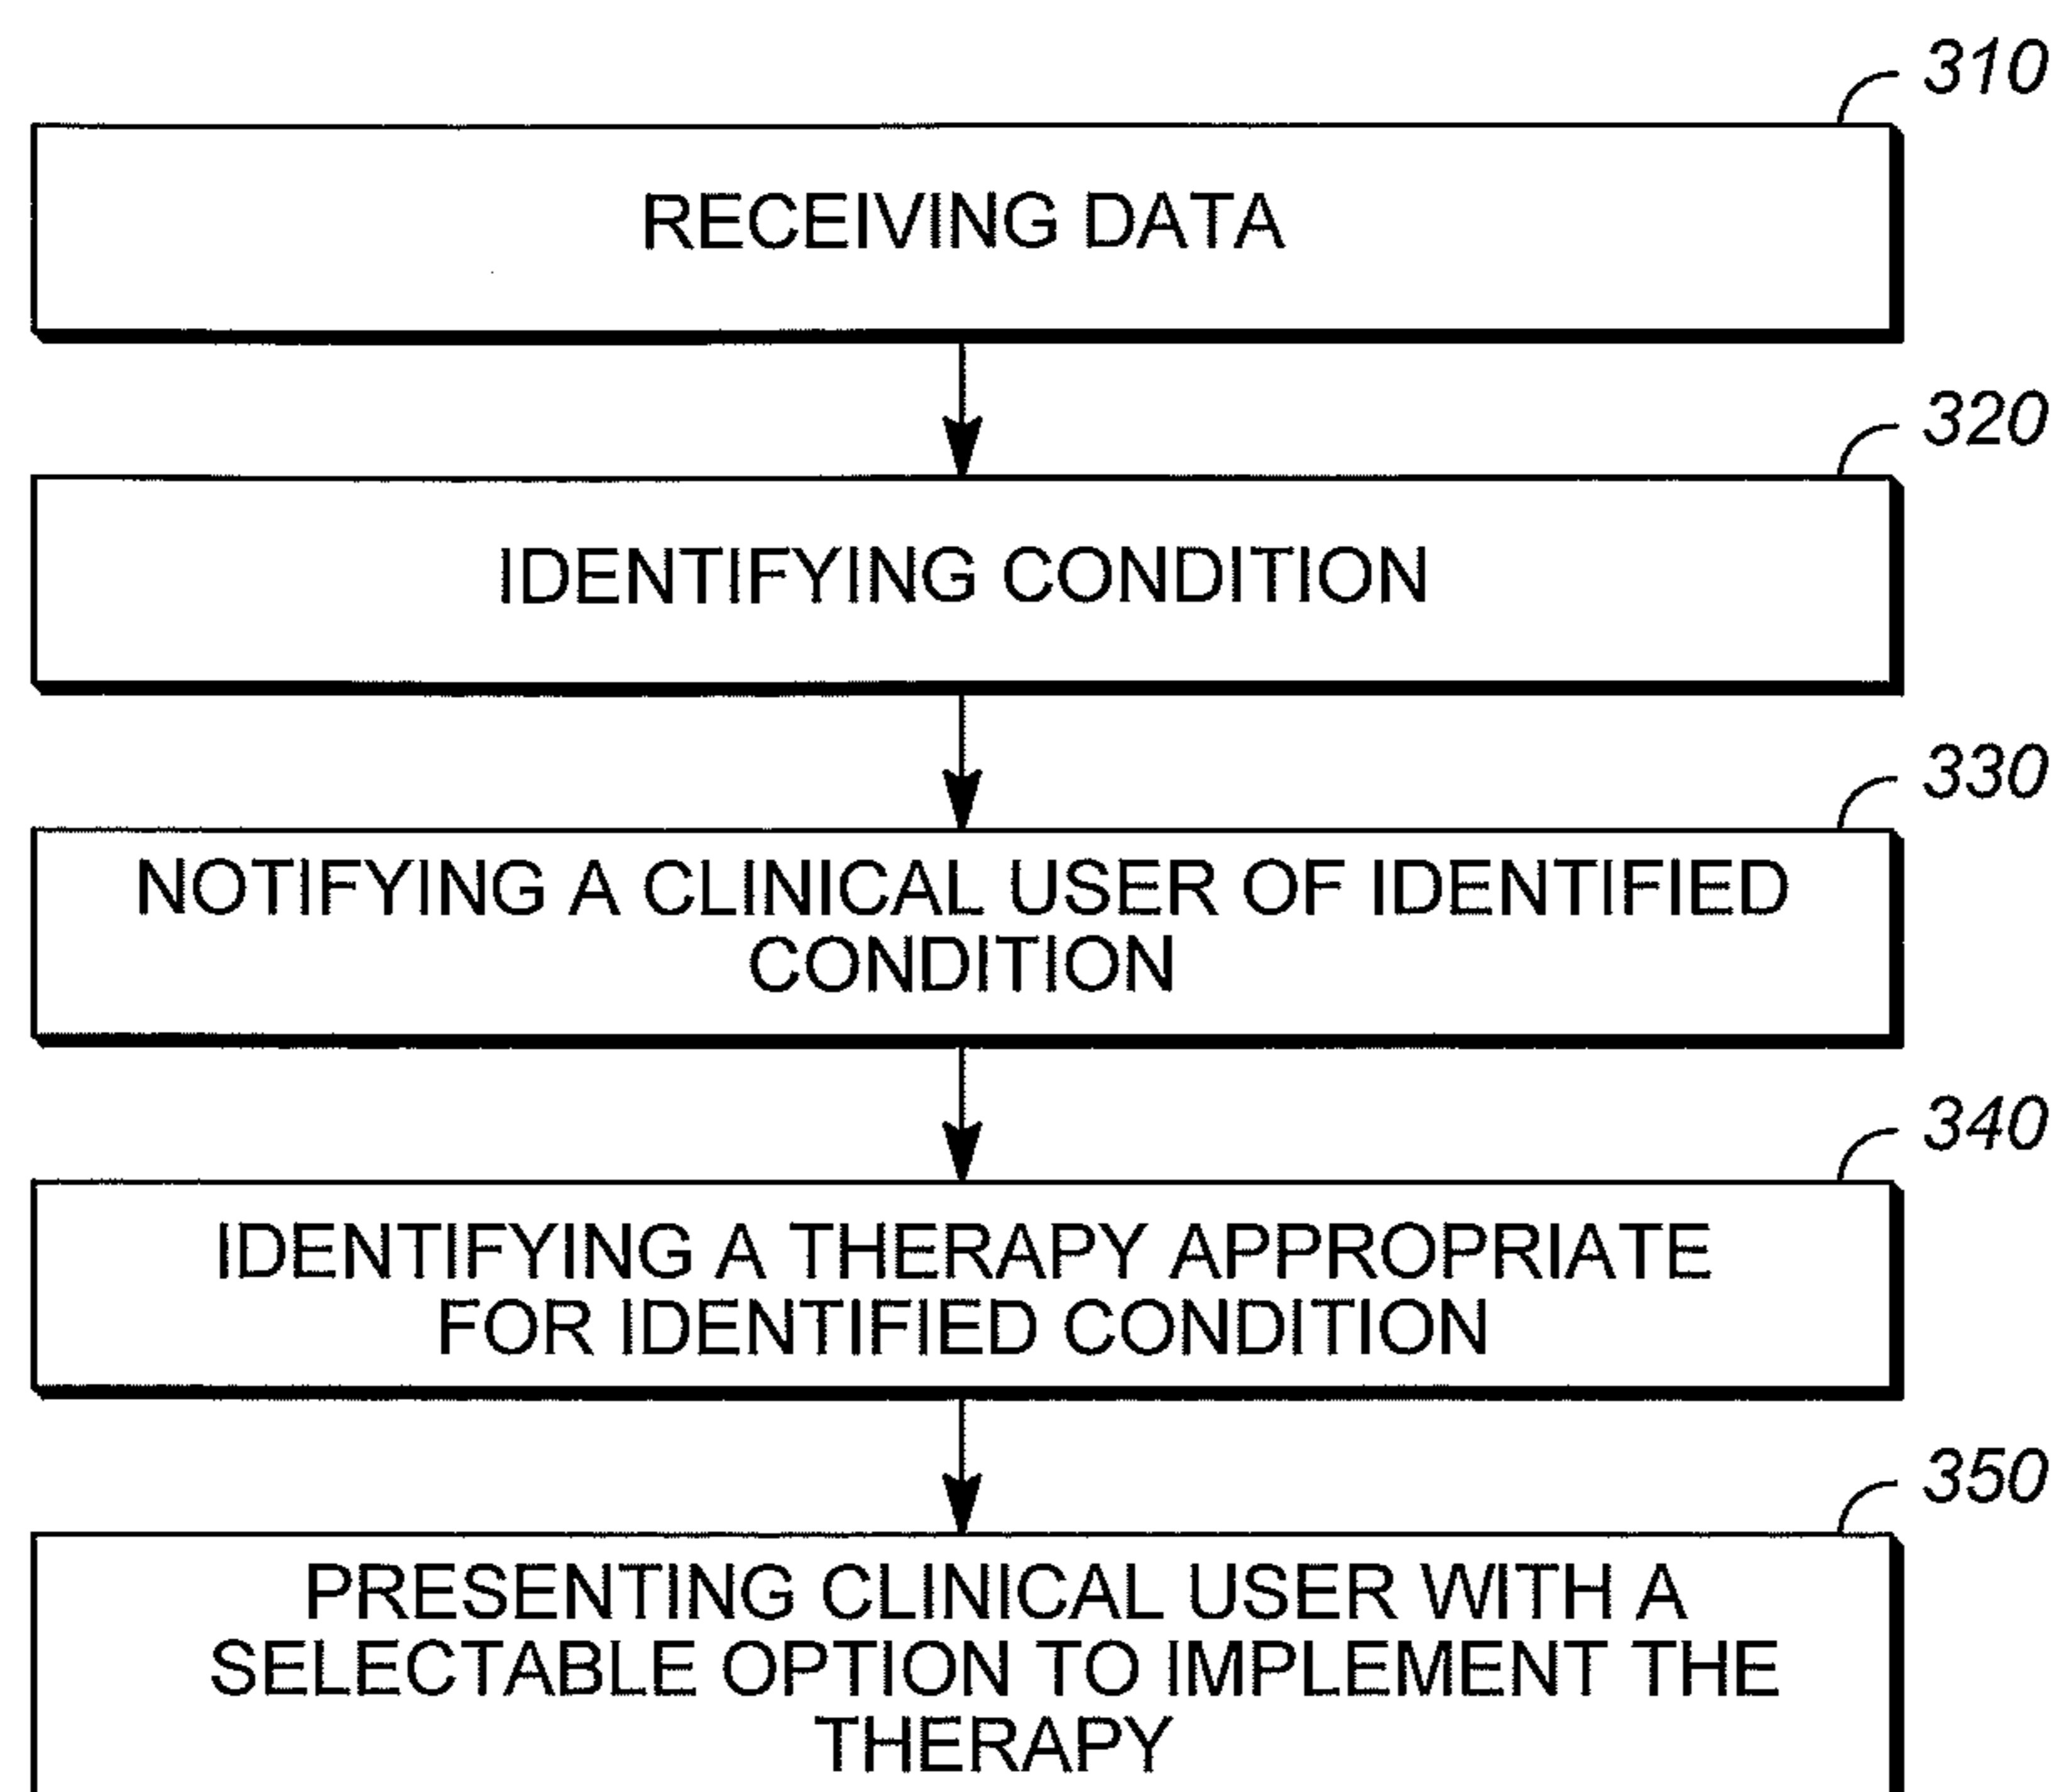 310
RECEIVING DATA
320
IDENTIFYING CONDITION
330
NOTIFYING A CLINICAL USER OF IDENTIFIED
CONDITION
340
IDENTIFYING A THERAPY APPROPRIATE
FOR IDENTIFIED CONDITION
350
PRESENTING CLINICAL USER WITH A
SELECTABLE OPTION TO IMPLEMENT THE
THERAPY